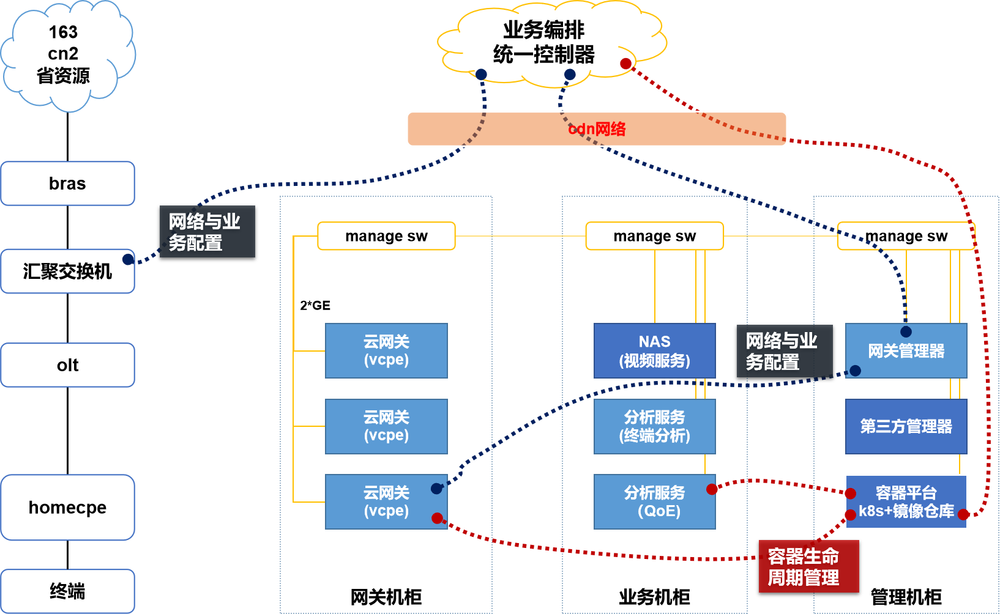 163
cn2
省资源
bras
汇聚交换机
olt
homecpe
终端
业务编排
统一控制器
cdn网络
网络与业
务配置
manage sw
2*GE
云网关
(vcpe)
云网关
(vcpe)
云网关
(vcpe)
网关机柜
manage sw
NAS
(视频服务)
分析服务
(终端分析)
分析服务
（QoE)
业务机柜
网络与业
务配置
manage sw
网关管理器
第三方管理器
容器平台
k8s+镜像仓库
容器生命
周期管理
管理机柜